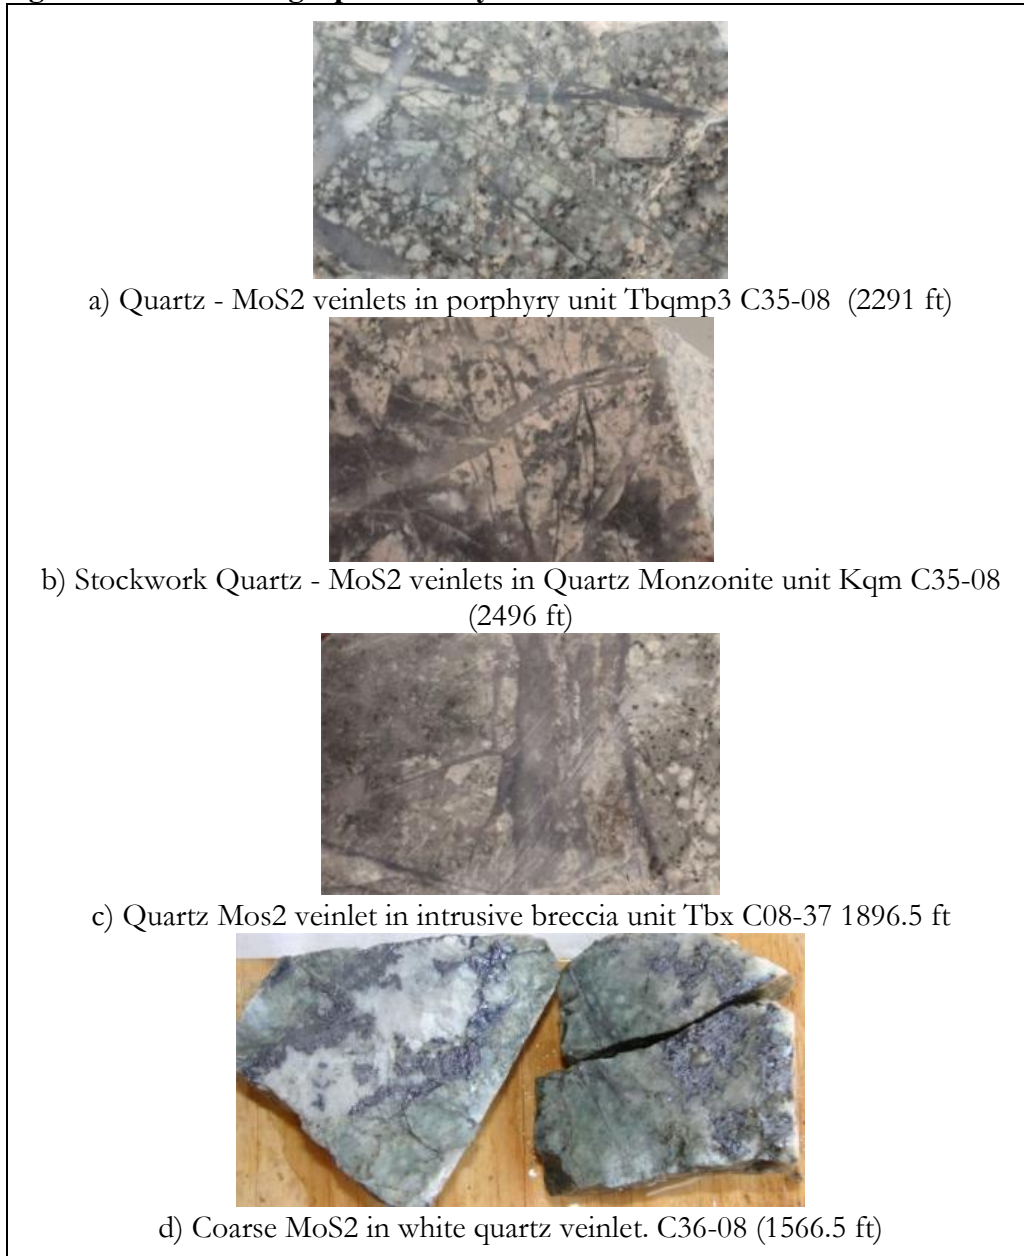 a) Quartz - MoS2 veinlets in porphyry unit Tbqmp3 C35-08 (2291 ft)
b) Stockwork Quartz - MoS2 veinlets in Quartz Monzonite unit Kqm C35-08
(2496 ft)
c) Quartz Mos2 veinlet in intrusive breccia unit Tbx C08-37 1896.5 ft
d) Coarse MoS2 in white quartz veinlet. C36-08 (1566.5 ft)